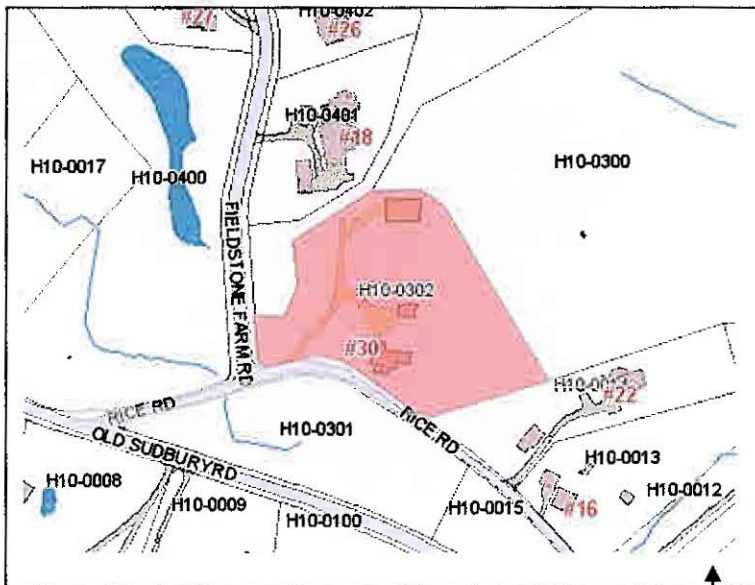 #27
H10-0402
#26
H10-0401
#18
H10-0017
H10-0400
H10-0300
FIELDSTONE FARM RD
H10-0302
#30
RICE RD
RICE RD
#22
OLD SUDBURY RD
H10-0301
H10-0008
H10-0009
H10-0100
H10-0015
H10-0013
H10-0012
#16